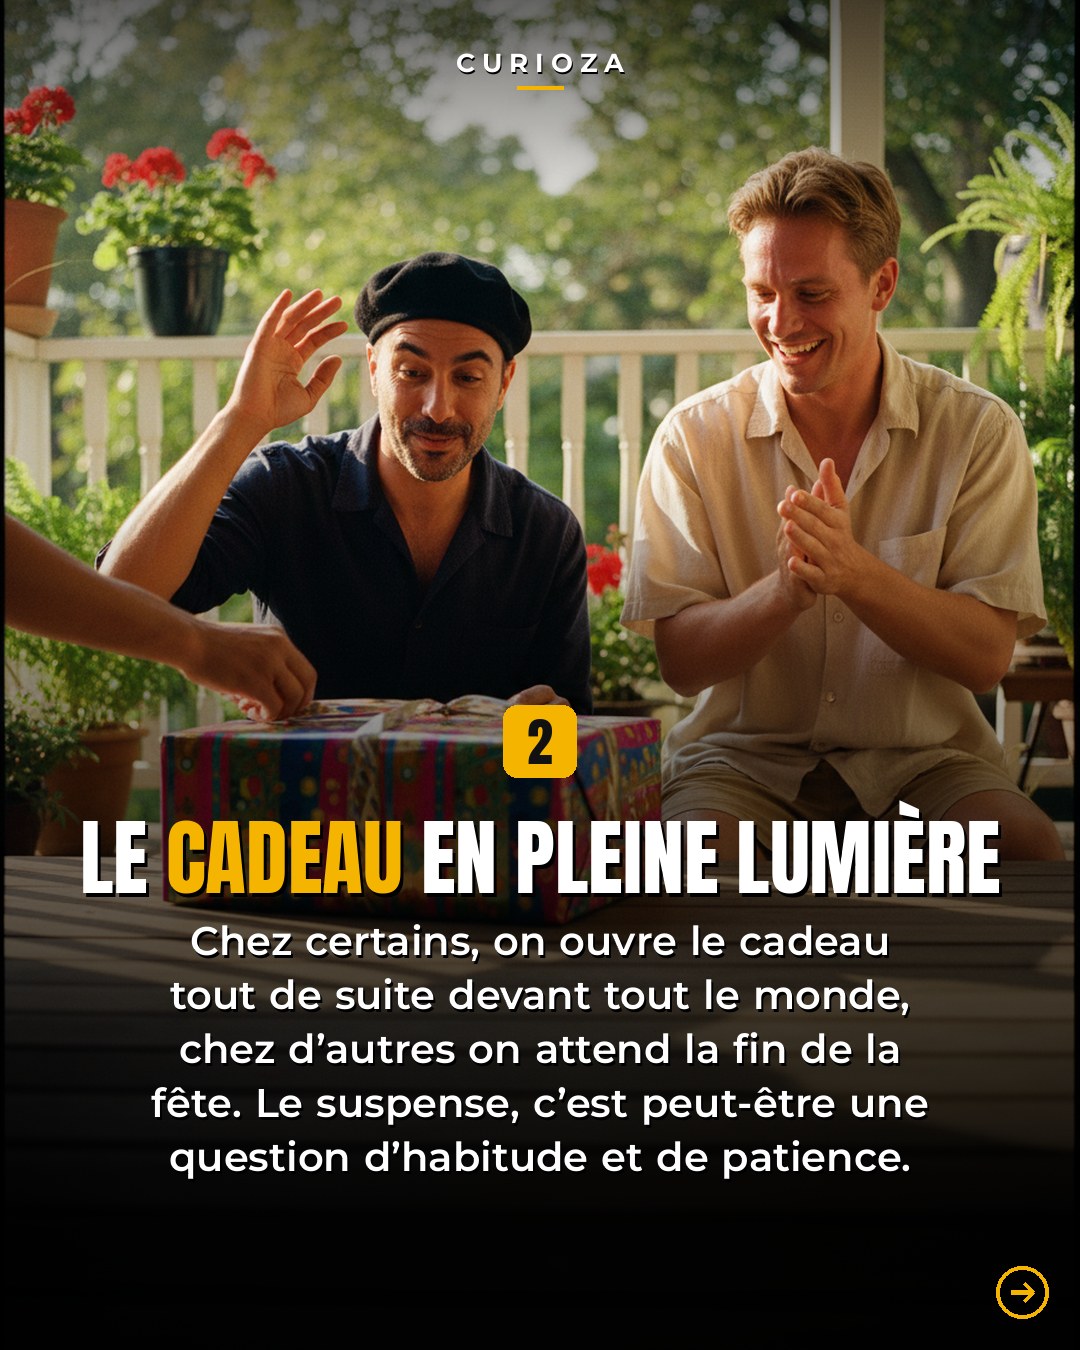 CURIOZA
2
LE CADEAU EN PLEINE LUMIÈRE
Chez certains, on ouvre le cadeau
tout de suite devant tout le monde,
chez d’autres on attend la fin de la
fête. Le suspense, c’est peut-être une
question d’habitude et de patience.